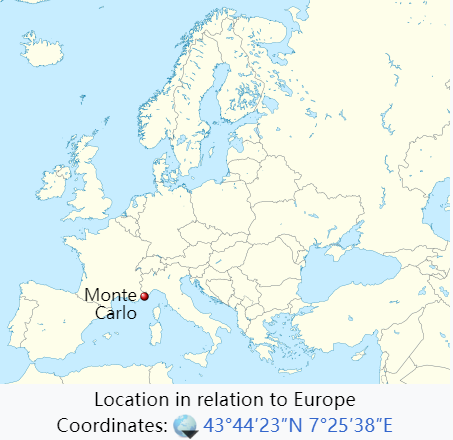 Monte
Carlo
Location in relation to Europe
Coordinates: 43°44′23″N 7°25′38″E